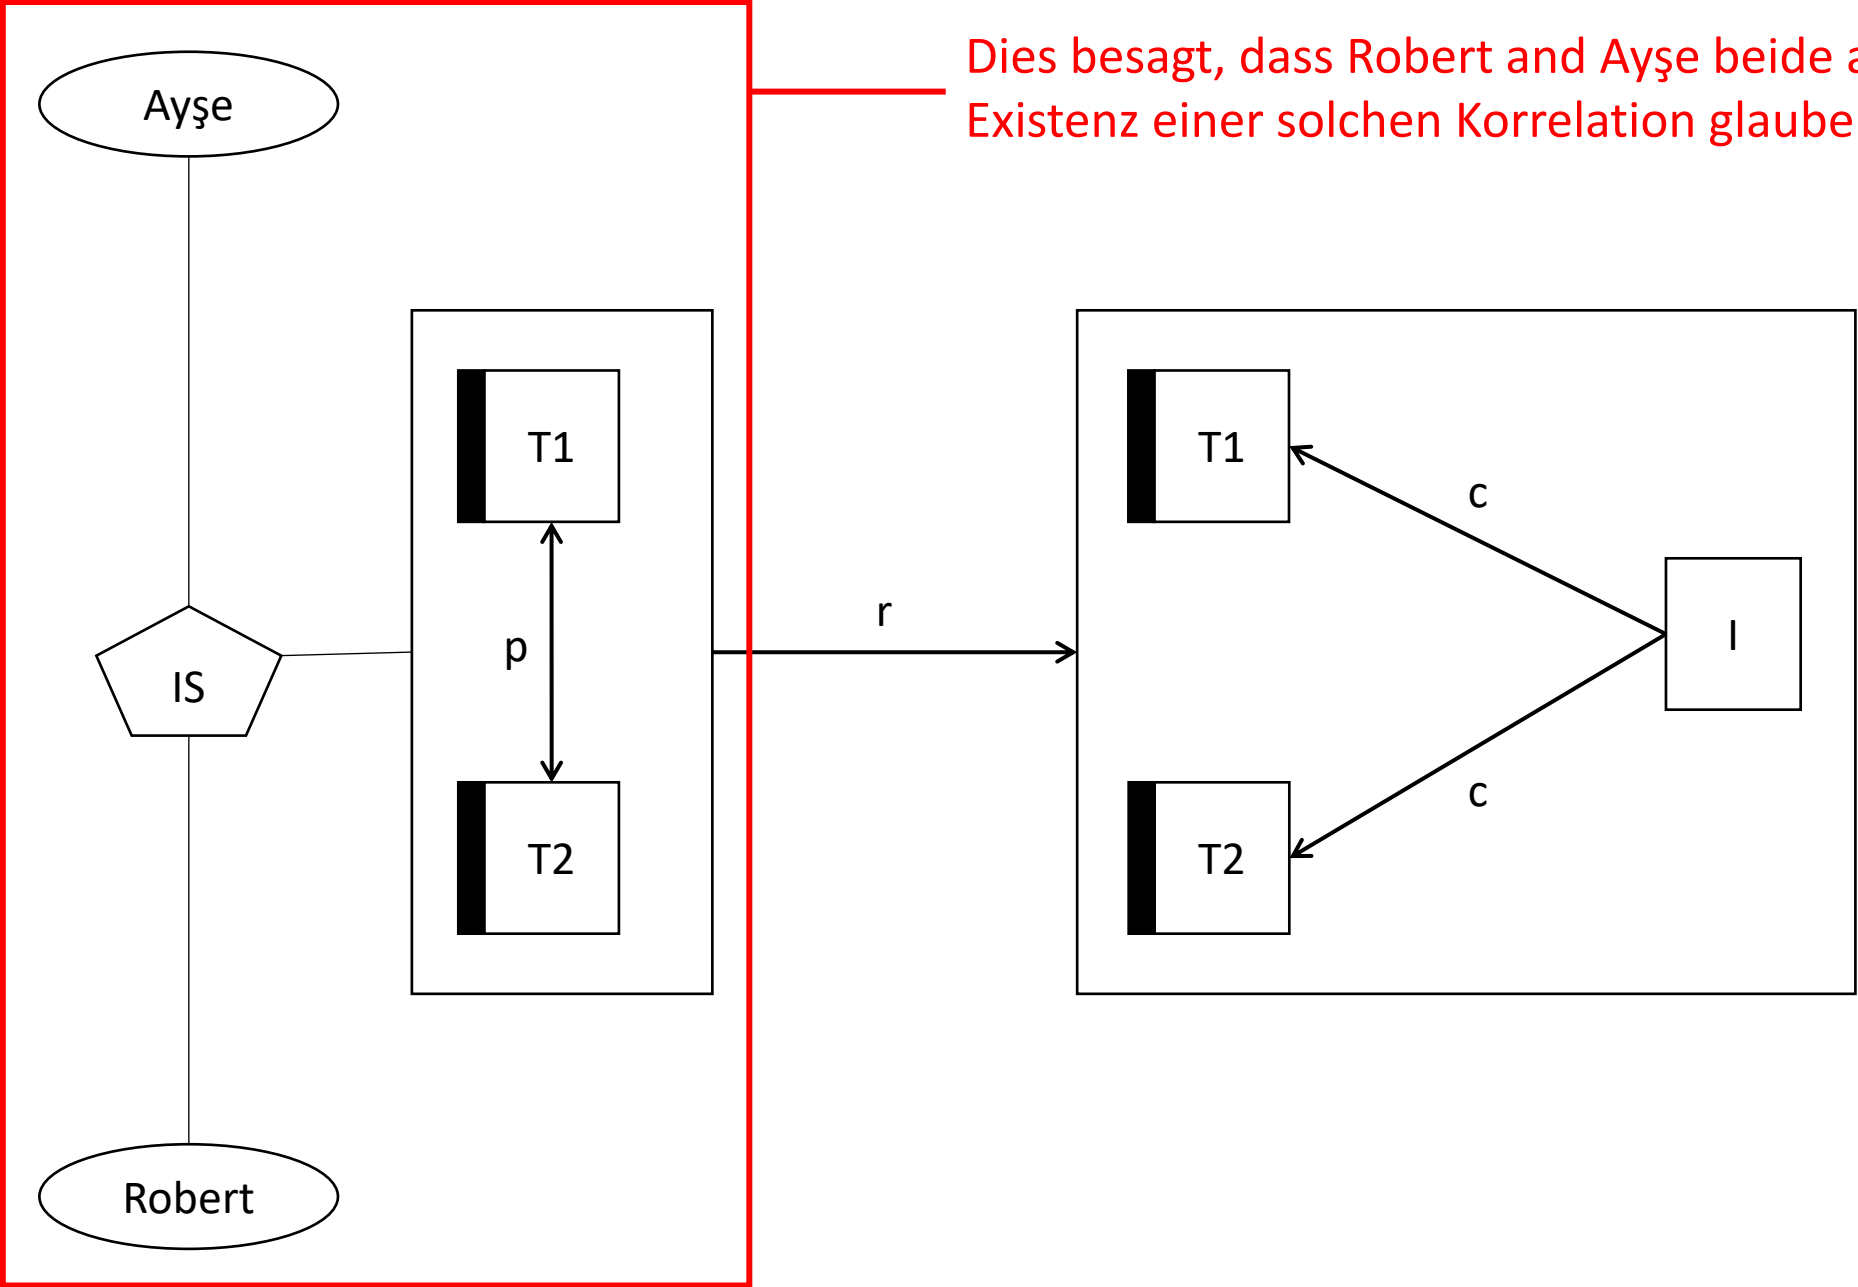 Dies besagt, dass Robert and Ayşe beide
Existenz einer solchen Korrelation glaube
Ayşe
T1
T1
c
r
p
I
IS
c
T2
T2
Robert